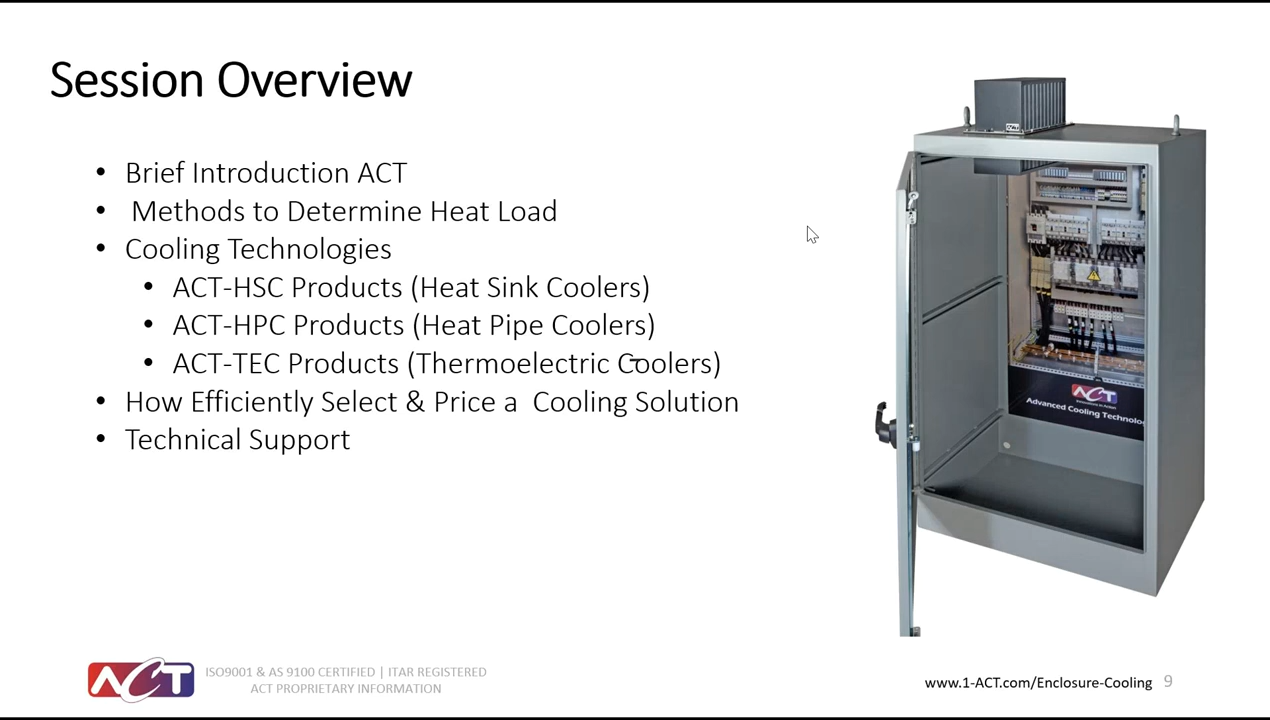 Session Overview
• Brief Introduction ACT
• Methods to Determine Heat Load
• Cooling Technologies
• ACT-HSC Products (Heat Sink Coolers)
• ACT-HPC Products (Heat Pipe Coolers)
• ACT-TEC Products (Thermoelectric Coolers)
• How Efficiently Select & Price a Cooling Solution
• Technical Support
ACT
ACT
Advanced Cooling Technolo
ACT
ISO9001 & AS 9100 CERTIFIED | ITAR REGISTERED
ACT PROPRIETARY INFORMATION
www.1-ACT.com/Enclosure-Cooling
9